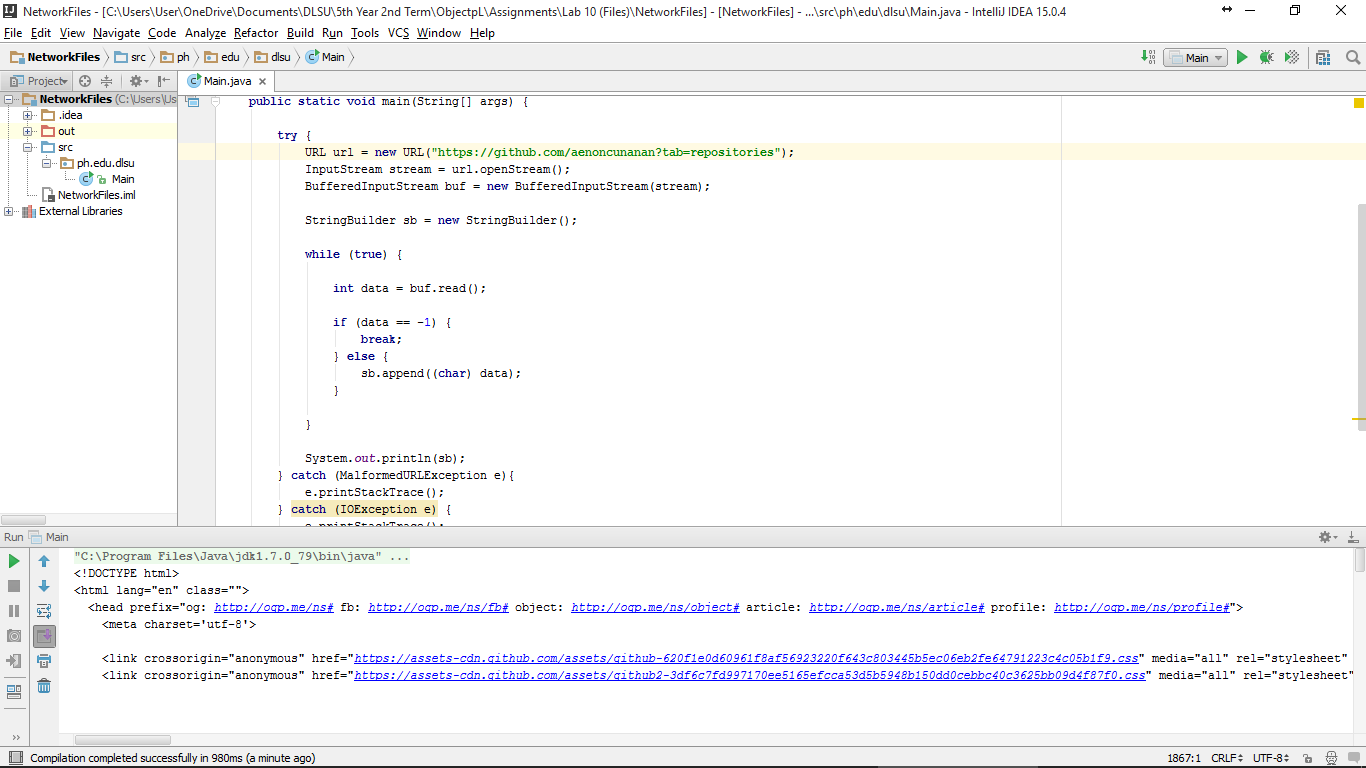 NetworkFiles - [C:\Users\User\OneDrive\Documents\DLSU\5th Year 2nd Term\ObjectpL\Assignments\Lab 10 (Files)\NetworkFiles] - [NetworkFiles] - ...\src\ph\edu\dlsu\Main.java - IntelliJ IDEA 15.0.4
File Edit View Navigate Code Analyze Refactor Build Run Tools VCS Window Help
NetworkFiles src ph edu dlsu Main
Main
Project
Main.java
NetworkFiles (C:\Users\Us
.idea
out
src
ph.edu.dlsu
Main
NetworkFiles.iml
External Libraries
public static void main(String[] args) {
try {
URL url = new URL("https://github.com/aenoncunanan?tab=repositories");
InputStream stream = url.openStream();
BufferedInputStream buf = new BufferedInputStream(stream);
StringBuilder sb = new StringBuilder();
while (true) {
int data = buf.read();
if (data == -1) {
break;
} else {
sb.append((char) data);
}
}
System.out.println(sb);
} catch (MalformedURLException e){
e.printStackTrace();
} catch (IOException e) {
e.printStackTrace();
Run Main
"C:\Program Files\Java\jdk1.7.0_79\bin\java" ...
<!DOCTYPE html>
<html lang="en" class="">
<head prefix="og: http://ogp.me/ns# fb: http://ogp.me/ns/fb# object: http://ogp.me/ns/object# article: http://ogp.me/ns/article# profile: http://ogp.me/ns/profile#">
<meta charset='utf-8'>
<link crossorigin="anonymous" href="https://assets-cdn.github.com/assets/github-620f1e0d60961f8af56923220f643c803445b5ec06eb2fe64791223c4c05b1f9.css" media="all" rel="stylesheet"
<link crossorigin="anonymous" href="https://assets-cdn.github.com/assets/github2-3df6c7fd997170ee5165efcca53d5b5948b150dd0cebbc40c3625bb09d4f87f0.css" media="all" rel="stylesheet"
Compilation completed successfully in 980ms (a minute ago)
1867:1 CRLF UTF-8